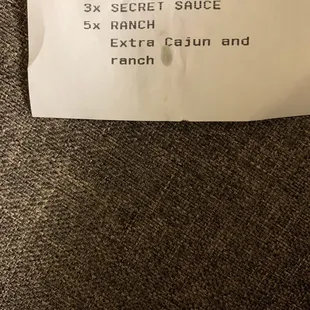 3x SECRET SAUCE
5x RANCH
Extra Cajun and
ranch